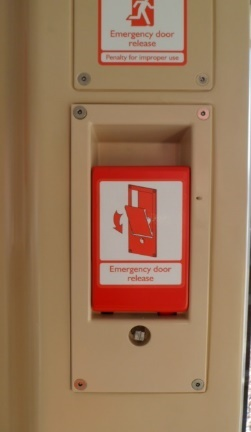 Emergency door
release
Penalty for improper use
Emergency door
release